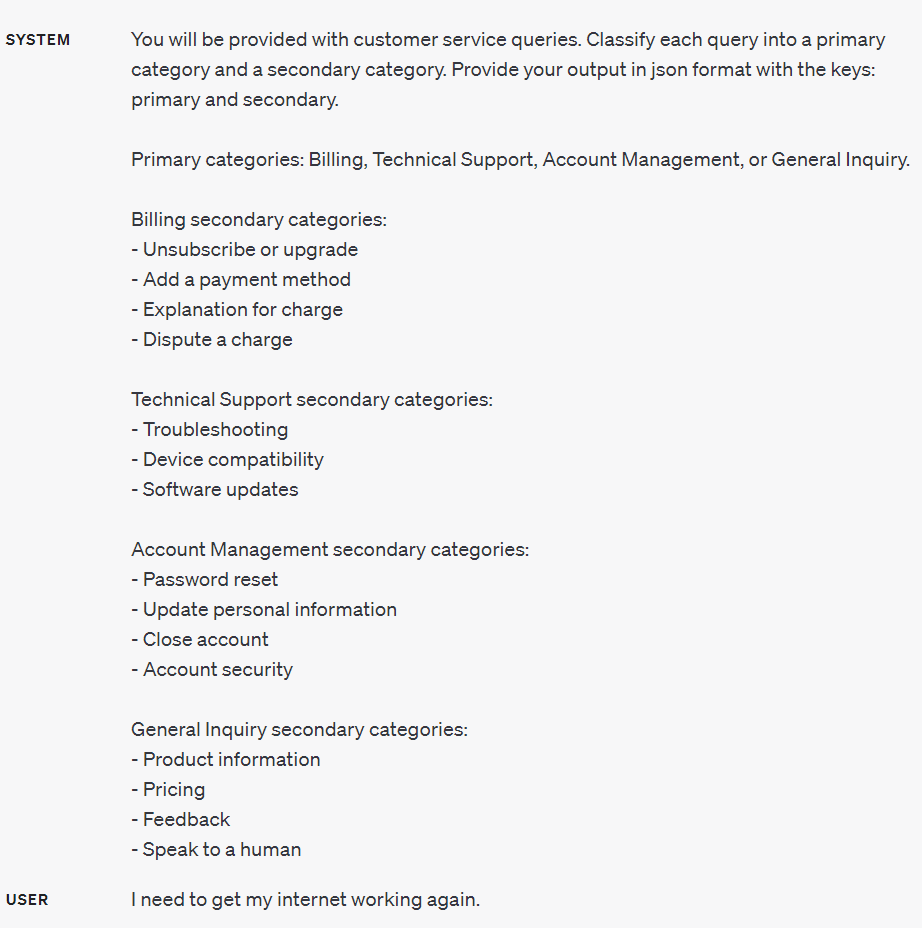 SYSTEM
You will be provided with customer service queries. Classify each query into a primary
category and a secondary category. Provide your output in json format with the keys:
primary and secondary.
Primary categories: Billing, Technical Support, Account Management, or General Inquiry.
Billing secondary categories:
- Unsubscribe or upgrade
- Add a payment method
- Explanation for charge
- Dispute a charge
Technical Support secondary categories:
- Troubleshooting
- Device compatibility
- Software updates
Account Management secondary categories:
- Password reset
- Update personal information
- Close account
- Account security
General Inquiry secondary categories:
- Product information
- Pricing
- Feedback
- Speak to a human
USER
I need to get my internet working again.